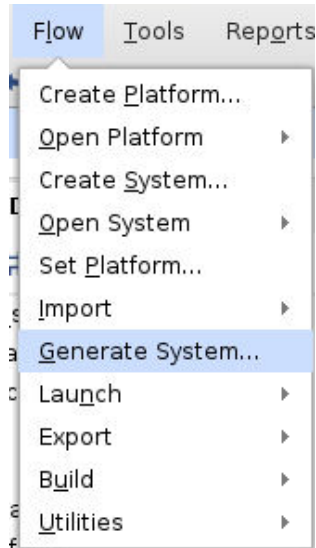 Flow Tools Reports
Create Platform...
Open Platform
Create System...
Open System
Set Platform...
Import
Generate System...
Launch
Export
Build
Utilities